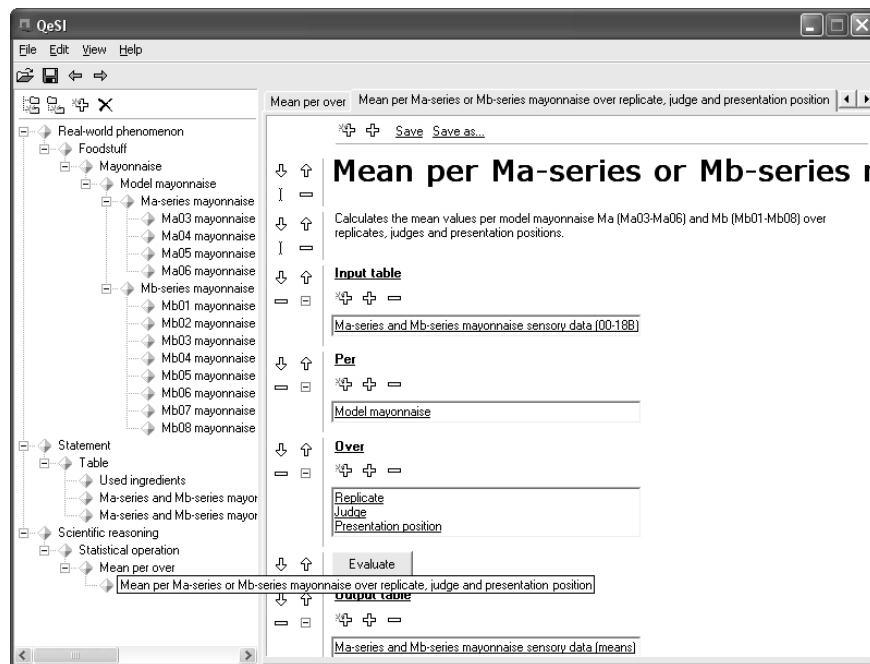 QeSI
File Edit View Help
Real-world phenomenon
Foodstuff
Mayonnaise
Model mayonnaise
Ma-series mayonnaise
Ma03 mayonnaise
Ma04 mayonnaise
Ma05 mayonnaise
Ma06 mayonnaise
Mb-series mayonnaise
Mb01 mayonnaise
Mb02 mayonnaise
Mb03 mayonnaise
Mb04 mayonnaise
Mb05 mayonnaise
Mb06 mayonnaise
Mb07 mayonnaise
Mb08 mayonnaise
Statement
Table
Used ingredients
Ma-series and Mb-series mayor
Ma-series and Mb-series mayor
Scientific reasoning
Statistical operation
Mean per over
Mean per Ma-series or Mb-series mayonnaise over replicate, judge and presentation position
Mean per over Mean per Ma-series or Mb-series mayonnaise over replicate, judge and presentation position
Save Save as...
Mean per Ma-series or Mb-series
Calculates the mean values per model mayonnaise Ma (Ma03-Ma06) and Mb (Mb01-Mb08) over
replicates, judges and presentation positions.
Input table
Ma-series and Mb-series mayonnaise sensory data (00-18B)
Per
Model mayonnaise
Over
Replicate
Judge
Presentation position
Evaluate
Output table
Ma-series and Mb-series mayonnaise sensory data (means)